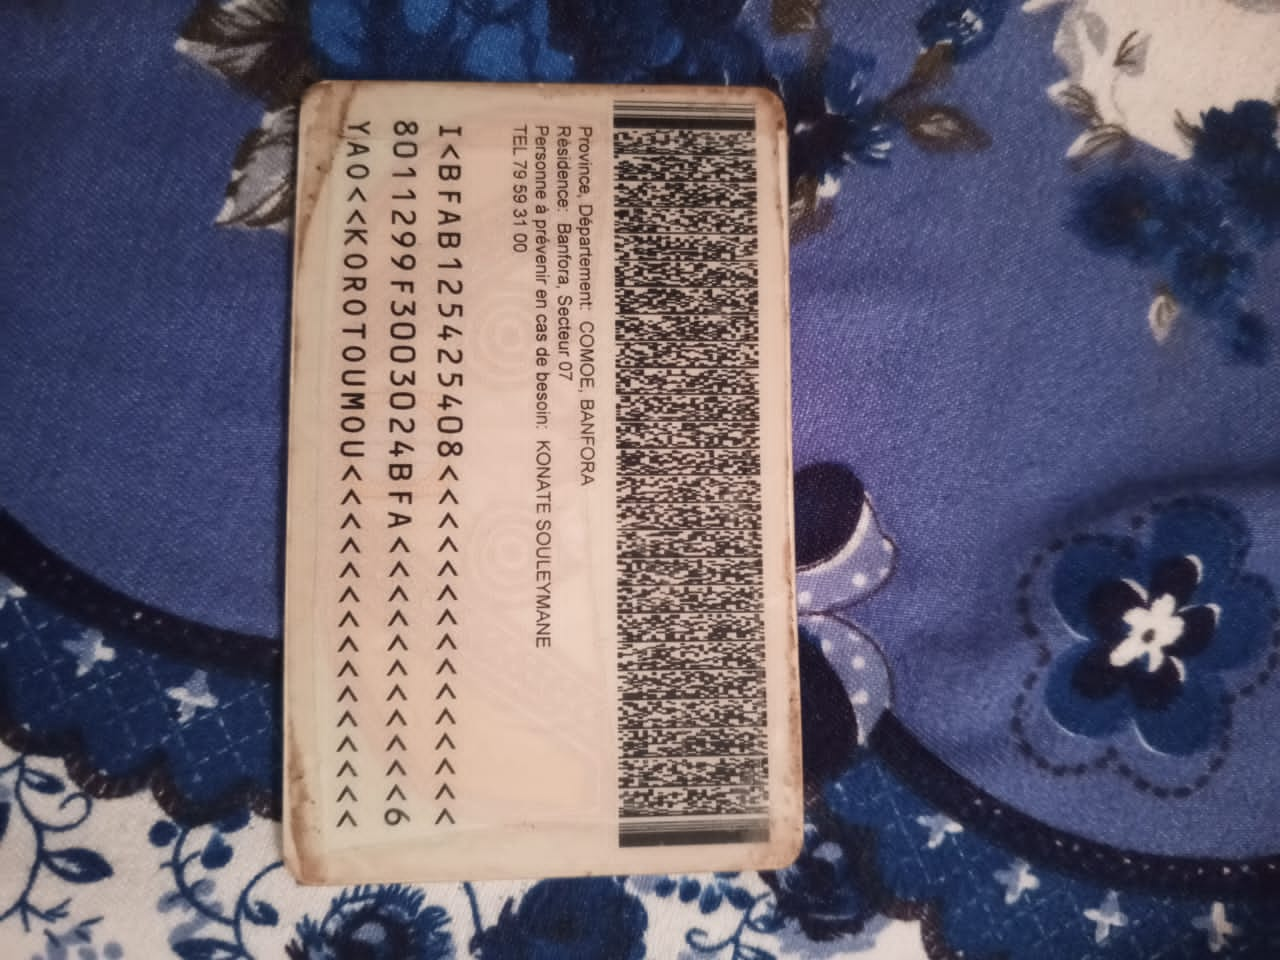 Province, Département: COMOE, BANFORA
Résidence: Banfora, Secteur 07
Personne à prévenir en cas de besoin: KONATE SOULEYMANE
TEL 79 59 31 00
I<BFAB125425408<<<<<<<<<<<<<<<
8011299F3003024BFA<<<<<<<<<<<6
YAO<<KOROTOUMOU<<<<<<<<<<<<<<<